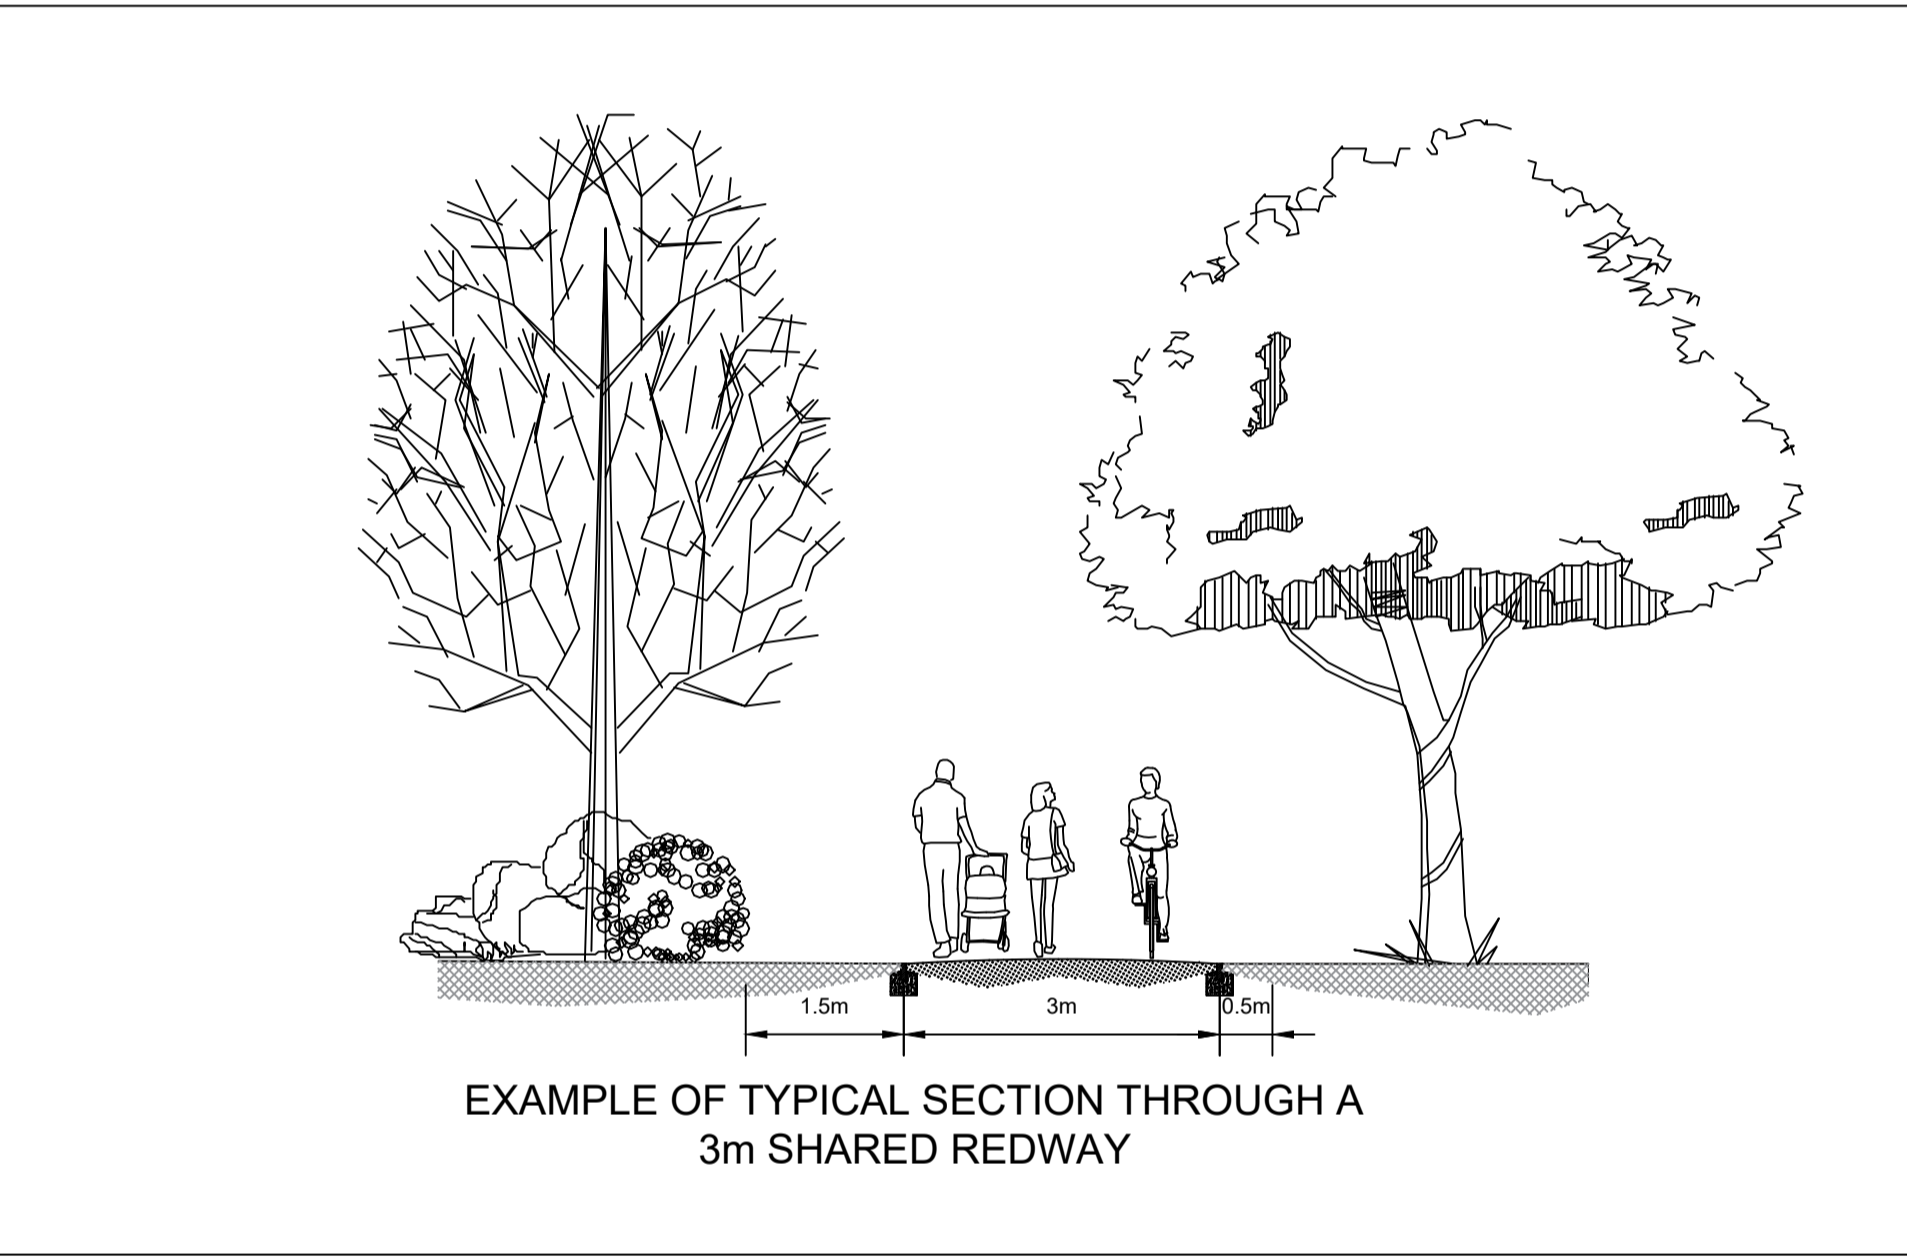 1.5m 3m 0.5m
EXAMPLE OF TYPICAL SECTION THROUGH A
3m SHARED REDWAY